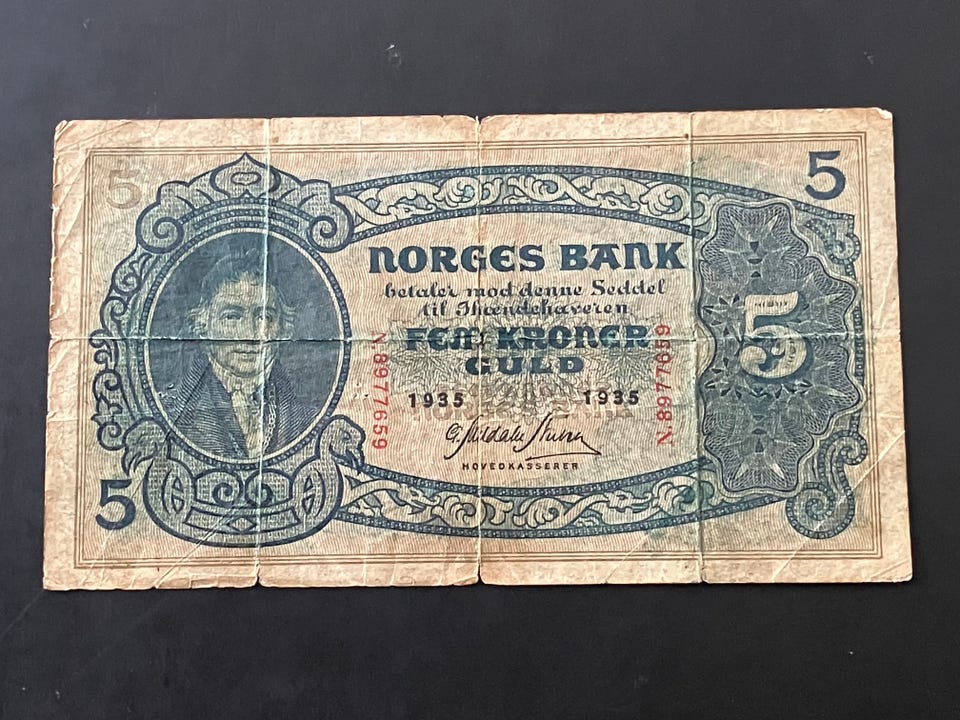 5
5
NORGES BANK
betaler mod denne Seddel
til Ihændehaveren
FEM KRONER
GULD
N.8977659
N.8977659
1935
1935
HOVEDKASSERER
5
5